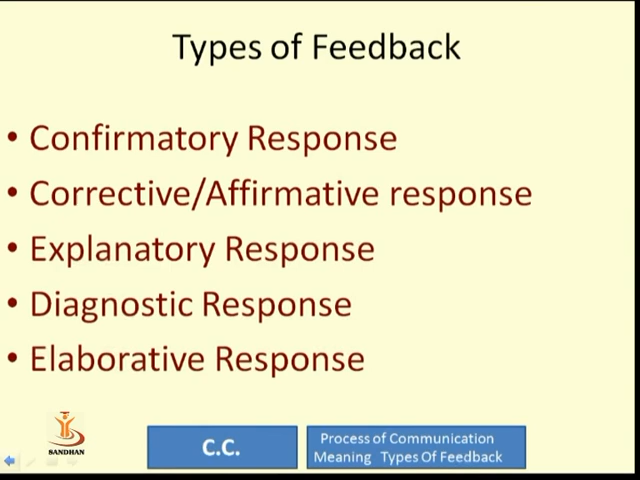 Types of Feedback
• Confirmatory Response
• Corrective/Affirmative response
• Explanatory Response
• Diagnostic Response
• Elaborative Response
SANDHAN
C.C.
Process of Communication
Meaning Types Of Feedback